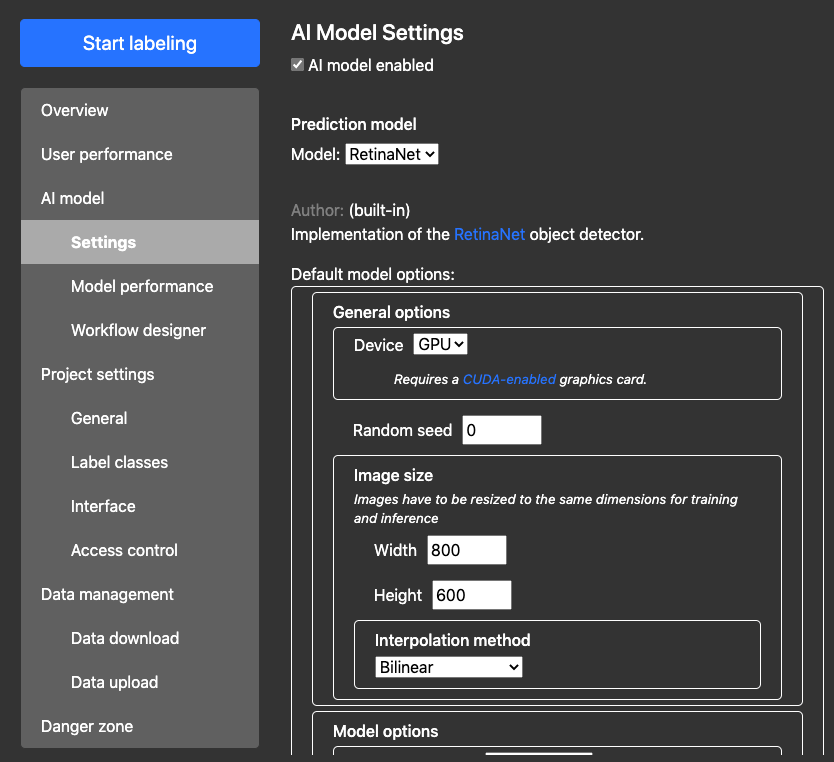 Start labeling
Overview
User performance
AI model
Settings
Model performance
Workflow designer
Project settings
General
Label classes
Interface
Access control
Data management
Data download
Data upload
Danger zone
AI Model Settings
AI model enabled
Prediction model
Model: RetinaNet
Author: (built-in)
Implementation of the RetinaNet object detector.
Default model options:
General options
Device GPU
Requires a CUDA-enabled graphics card.
Random seed 0
Image size
Images have to be resized to the same dimensions for training
and inference
Width 800
Height 600
Interpolation method
Bilinear
Model options